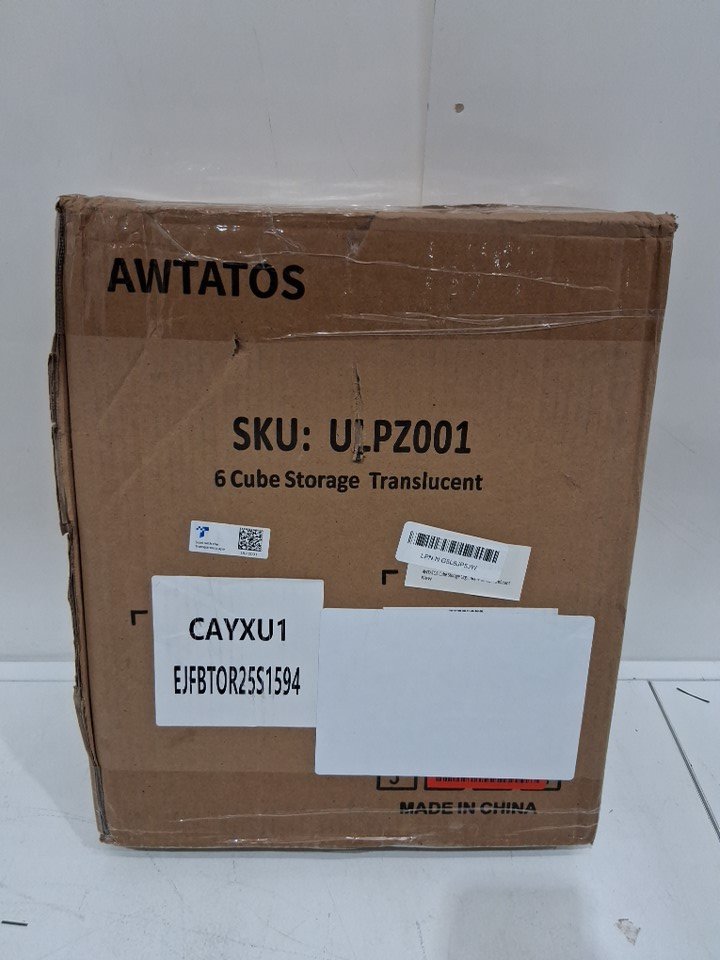 AWTATOS
SKU: ULPZ001
6 Cube Storage Translucent
CAYXU1
EJFBTOR25S1594
MADE IN CHINA